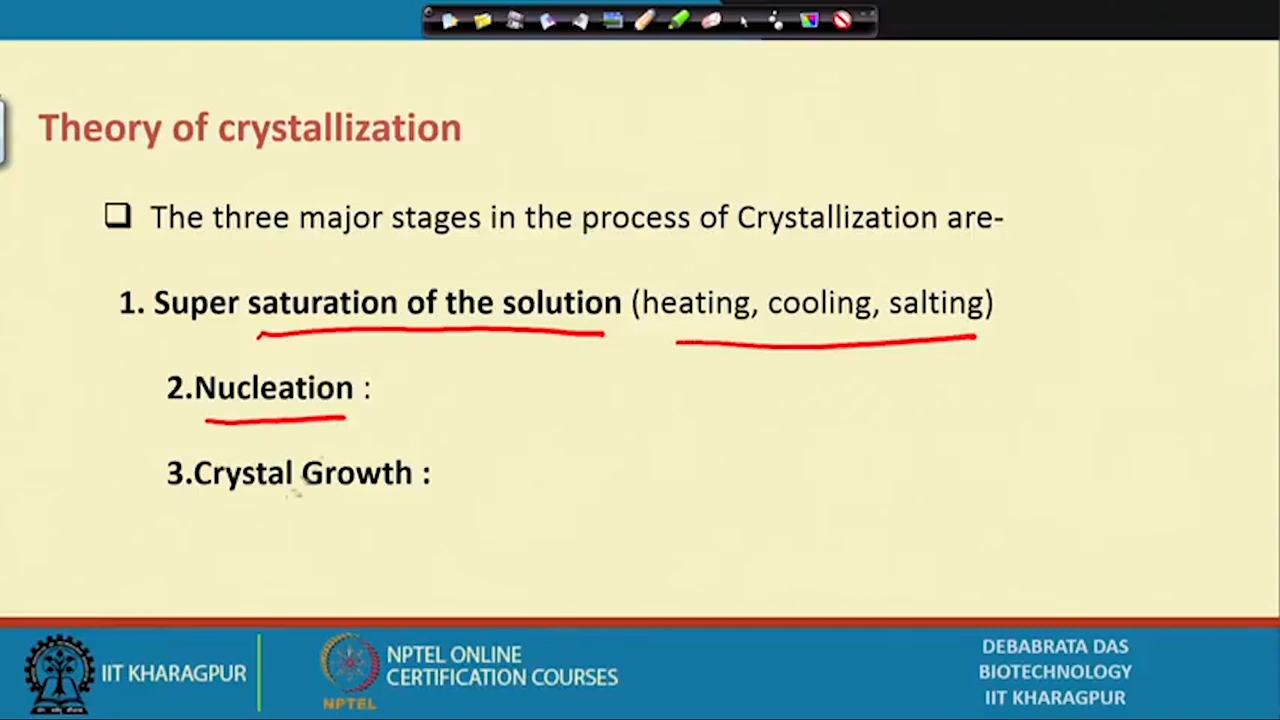 Theory of crystallization
❑ The three major stages in the process of Crystallization are-
1. Super saturation of the solution (heating, cooling, salting)
2.Nucleation :
3.Crystal Growth :
IIT KHARAGPUR
NPTEL
NPTEL ONLINE
CERTIFICATION COURSES
DEBABRATA DAS
BIOTECHNOLOGY
IIT KHARAGPUR